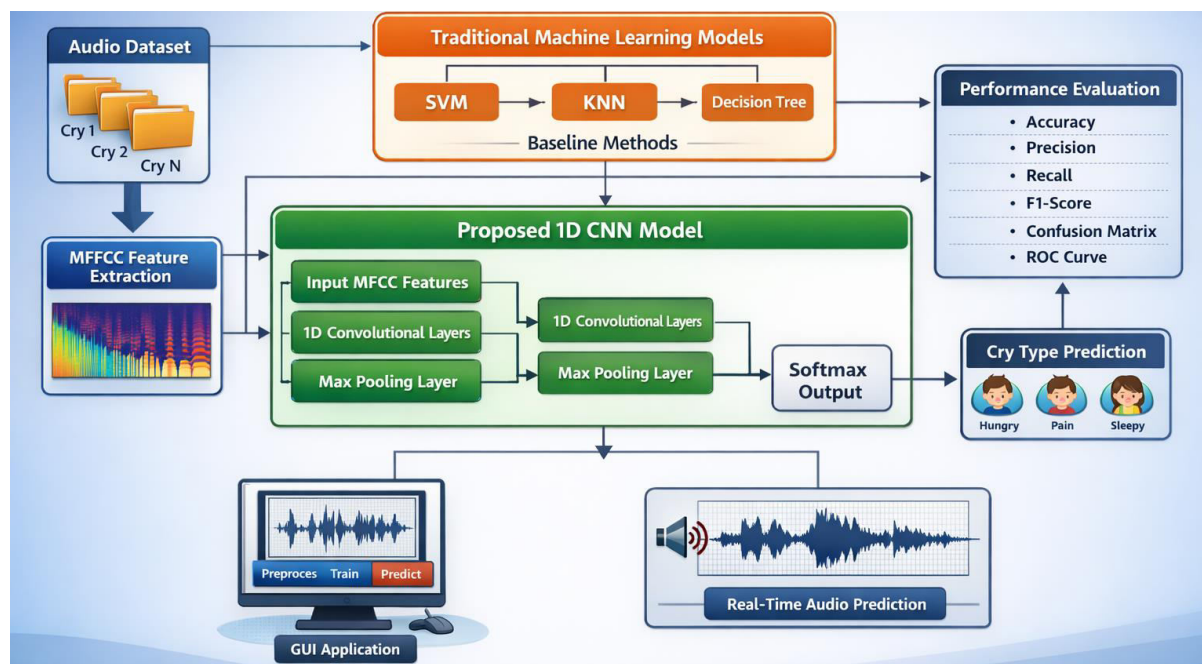 Audio Dataset
Cry 1
Cry 2
Cry N
Traditional Machine Learning Models
SVM
KNN
Decision Tree
Baseline Methods
Performance Evaluation
• Accuracy
• Precision
• Recall
• F1-Score
• Confusion Matrix
• ROC Curve
MFFCC Feature
Extraction
Proposed 1D CNN Model
Input MFCC Features
1D Convolutional Layers
Max Pooling Layer
1D Convolutional Layers
Max Pooling Layer
Softmax
Output
Cry Type Prediction
Hungry
Pain
Sleepy
Preproces
Train
Predict
GUI Application
Real-Time Audio Prediction